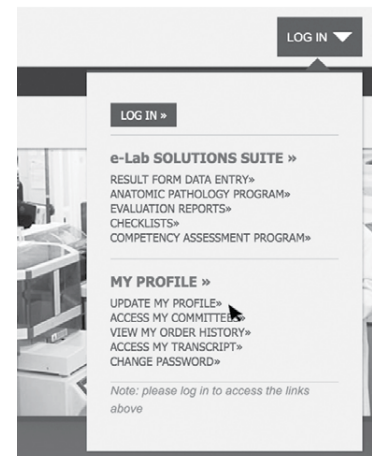 LOG IN
LOG IN »
e-Lab SOLUTIONS SUITE »
RESULT FORM DATA ENTRY»
ANATOMIC PATHOLOGY PROGRAM»
EVALUATION REPORTS»
CHECKLISTS»
COMPETENCY ASSESSMENT PROGRAM»
MY PROFILE »
UPDATE MY PROFILE»
ACCESS MY COMMITTEES»
VIEW MY ORDER HISTORY»
ACCESS MY TRANSCRIPT»
CHANGE PASSWORD»
Note: please log in to access the links
above